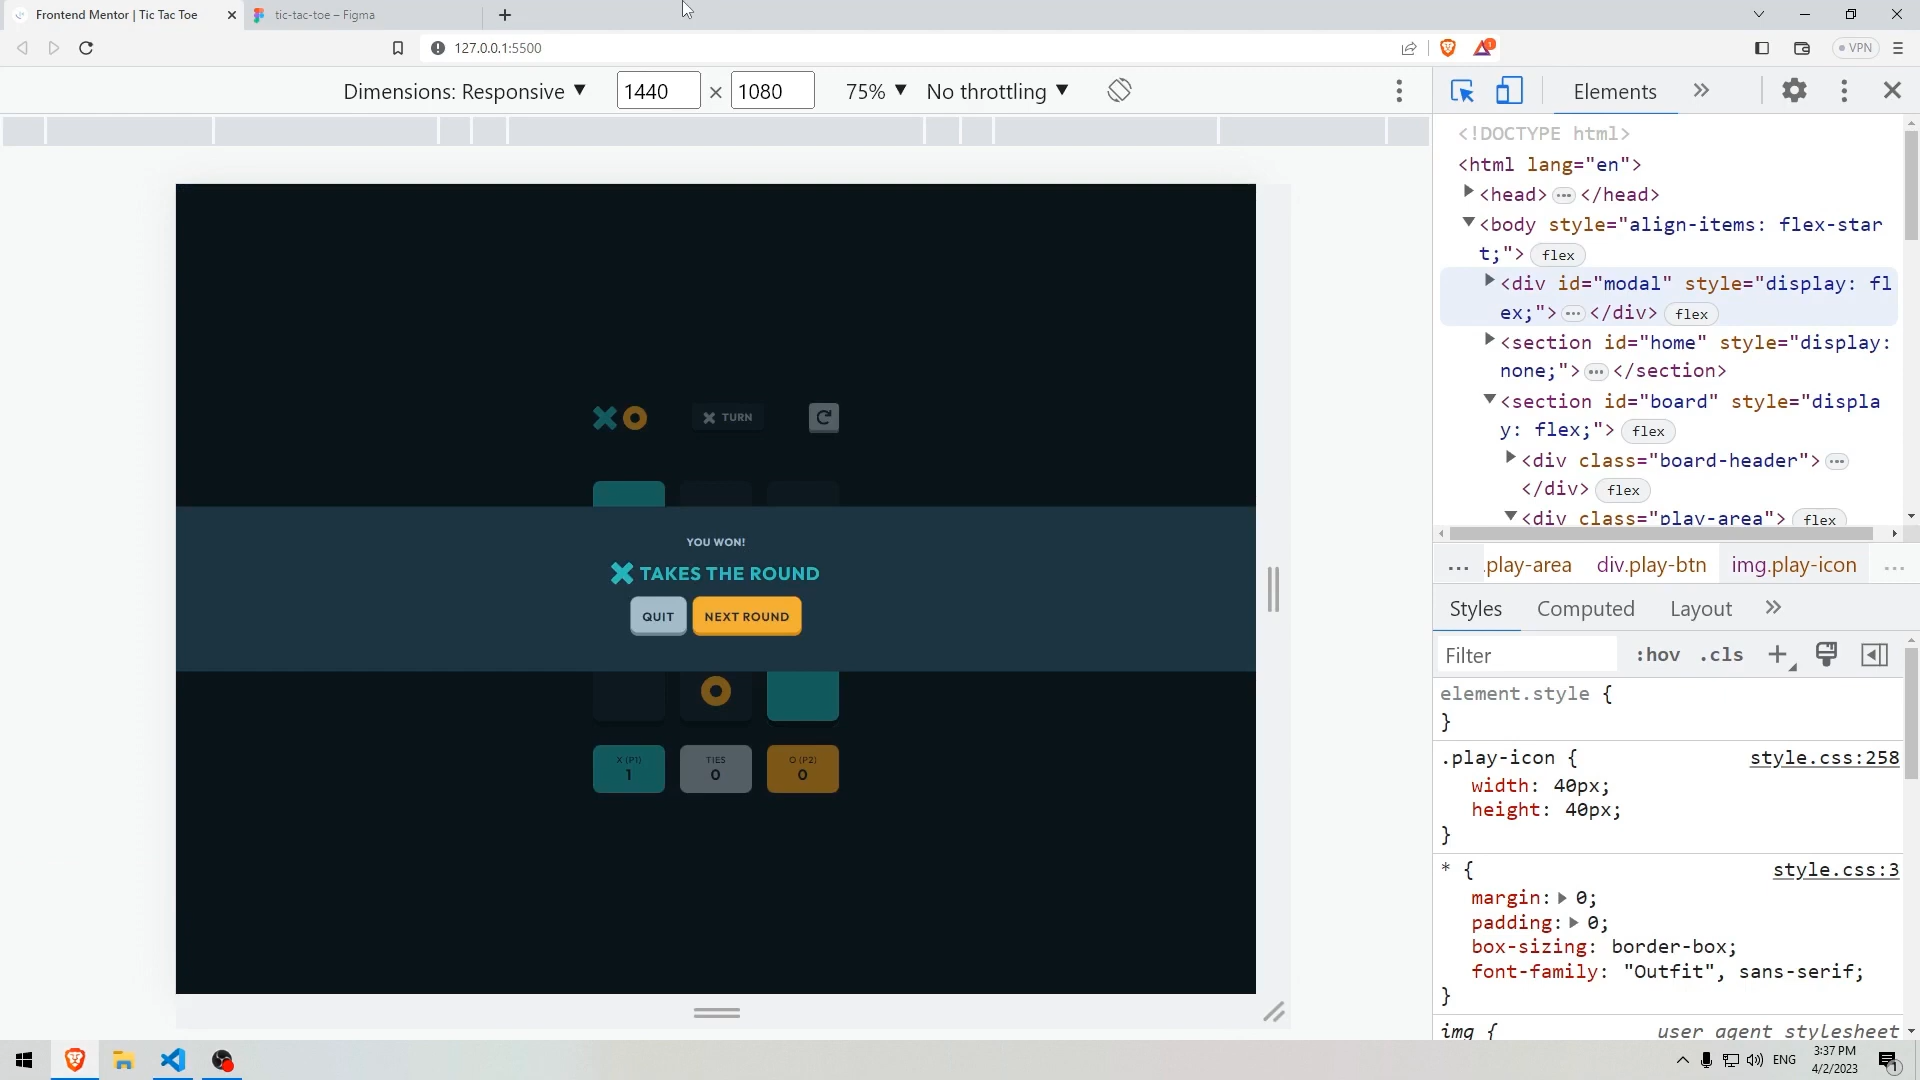 Frontend Mentor | Tic Tac Toe
tic-tac-toe – Figma
127.0.0.1:5500
VPN
Dimensions: Responsive
1440
×
1080
75%
No throttling
Elements
<!DOCTYPE html>
<html lang="en">
<head> ... </head>
<body style="align-items: flex-star
t;">
flex
<div id="modal" style="display: fl
ex;"> ... </div>
flex
<section id="home" style="display:
none;"> ... </section>
<section id="board" style="displa
y: flex;">
flex
<div class="board-header"> ...
</div>
flex
<div class="play-area">
flex
... .play-area div.play-btn img.play-icon ...
Styles
Computed
Layout
Filter
:hov
.cls
element.style {
}
.play-icon {
style.css:258
width: 40px;
height: 40px;
}
* {
style.css:3
margin: 0;
padding: 0;
box-sizing: border-box;
font-family: "Outfit", sans-serif;
}
img {
user agent stylesheet
TURN
YOU WON!
TAKES THE ROUND
QUIT
NEXT ROUND
X (P1)
1
TIES
0
O (P2)
0
ENG
3:37 PM
4/2/2023
1